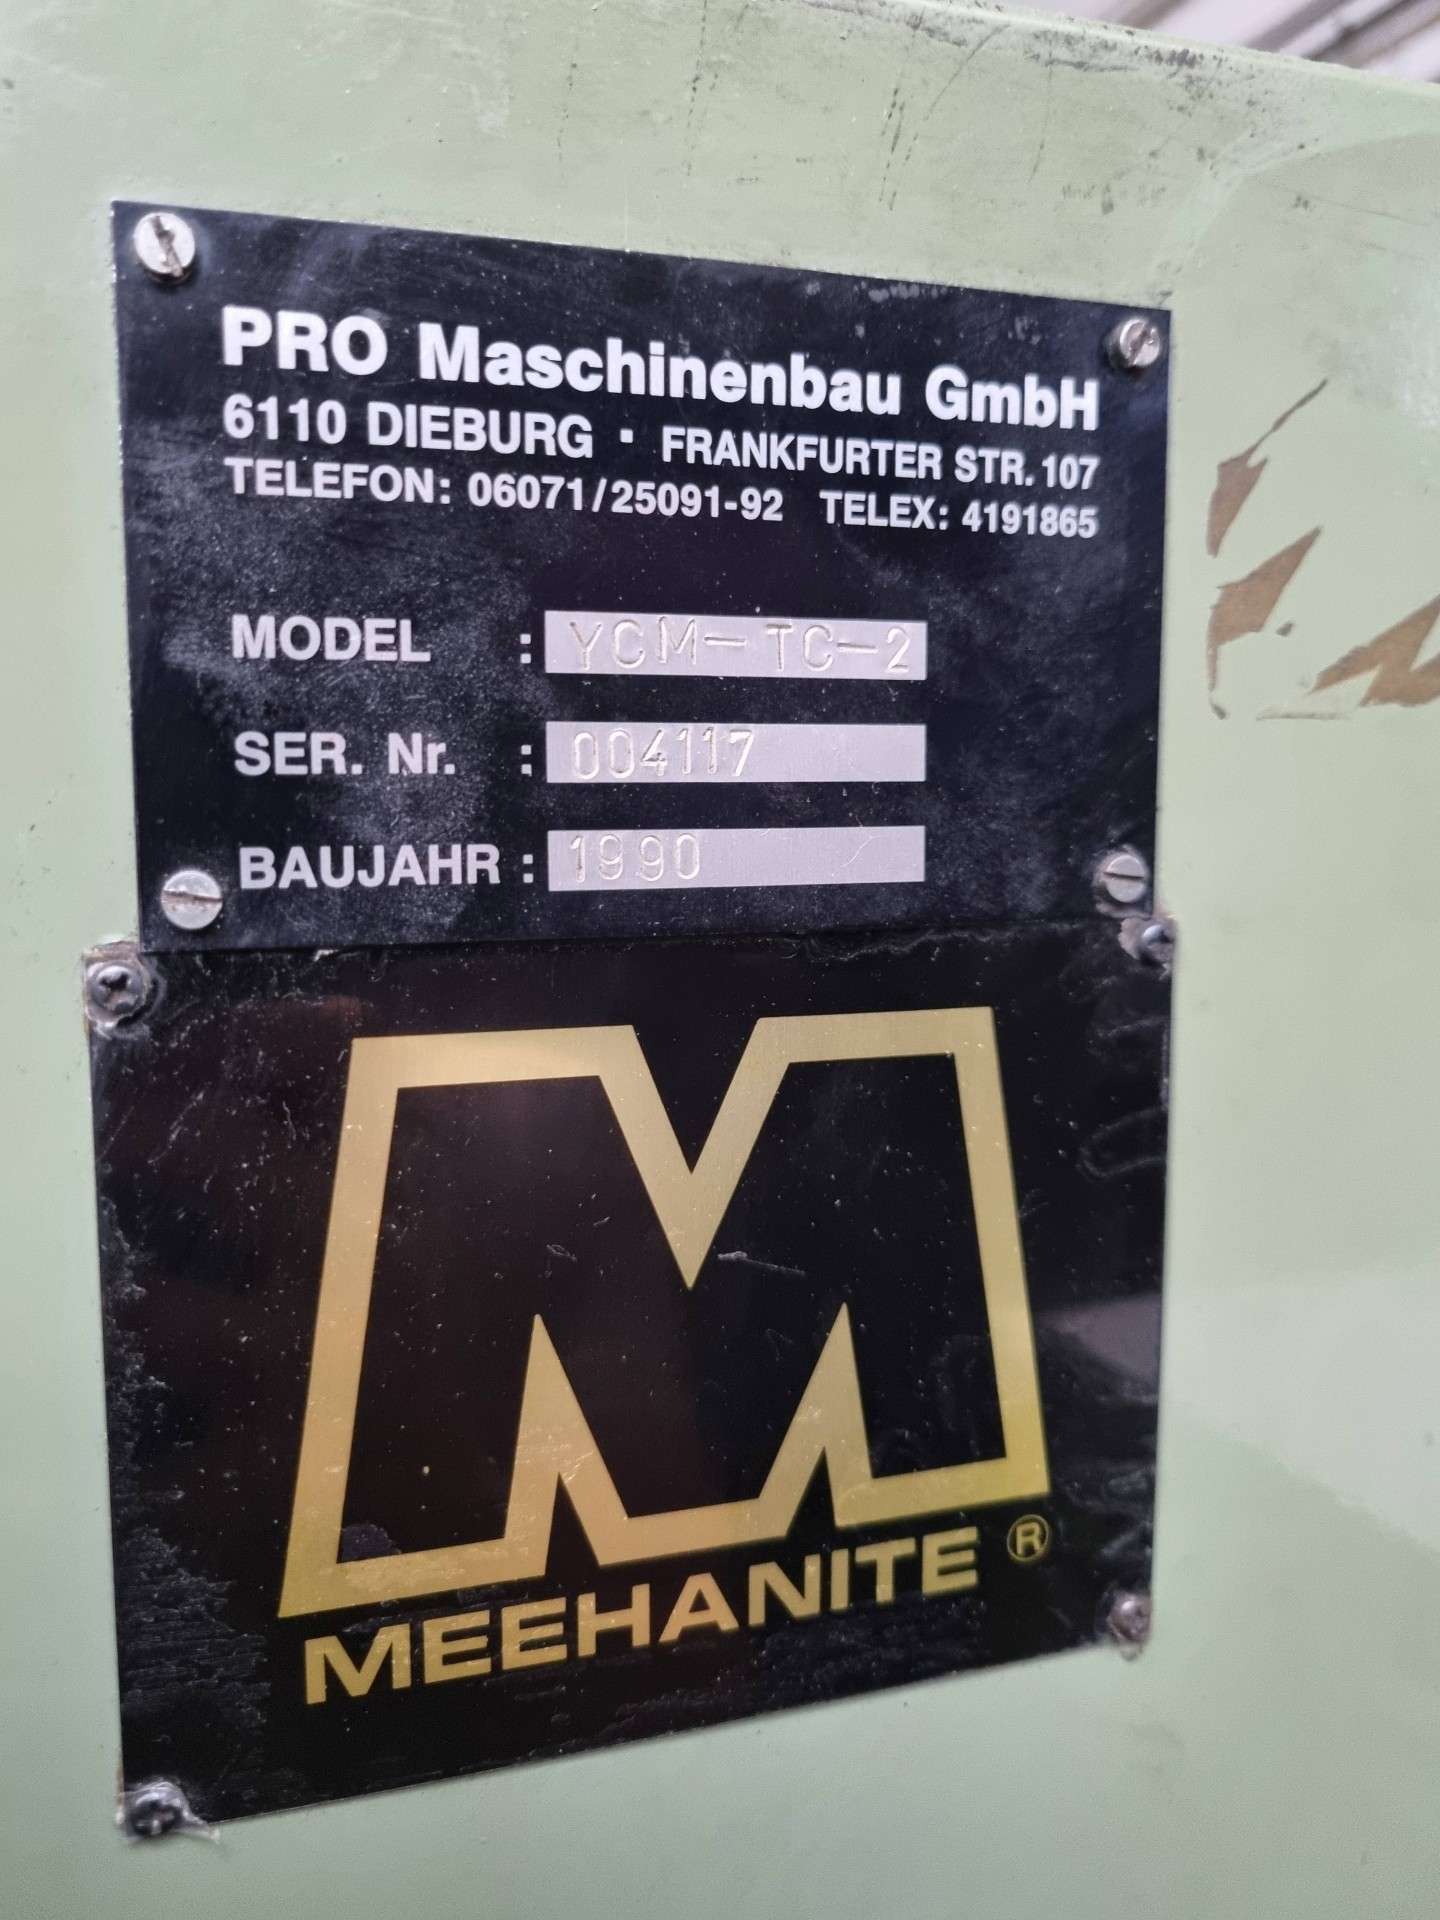 PRO Maschinenbau GmbH
6110 DIEBURG · FRANKFURTER STR. 107
TELEFON: 06071/25091-92 TELEX: 4191865
MODEL : YCM-TC-2
SER. Nr. : 004117
BAUJAHR : 1990
MEEHANITE ®